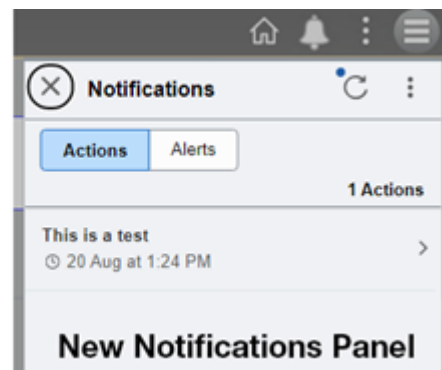 Notifications
Actions Alerts
1 Actions
This is a test
20 Aug at 1:24 PM
New Notifications Panel